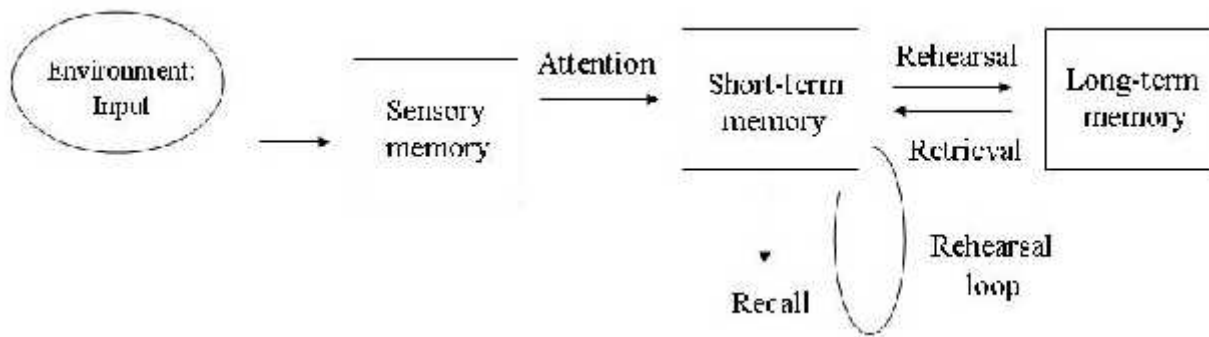 Environment:
Input
Sensory
memory
Attention
Short-term
memory
Rehearsal
Retrieval
Long-term
memory
Rehearsal
loop
Recall